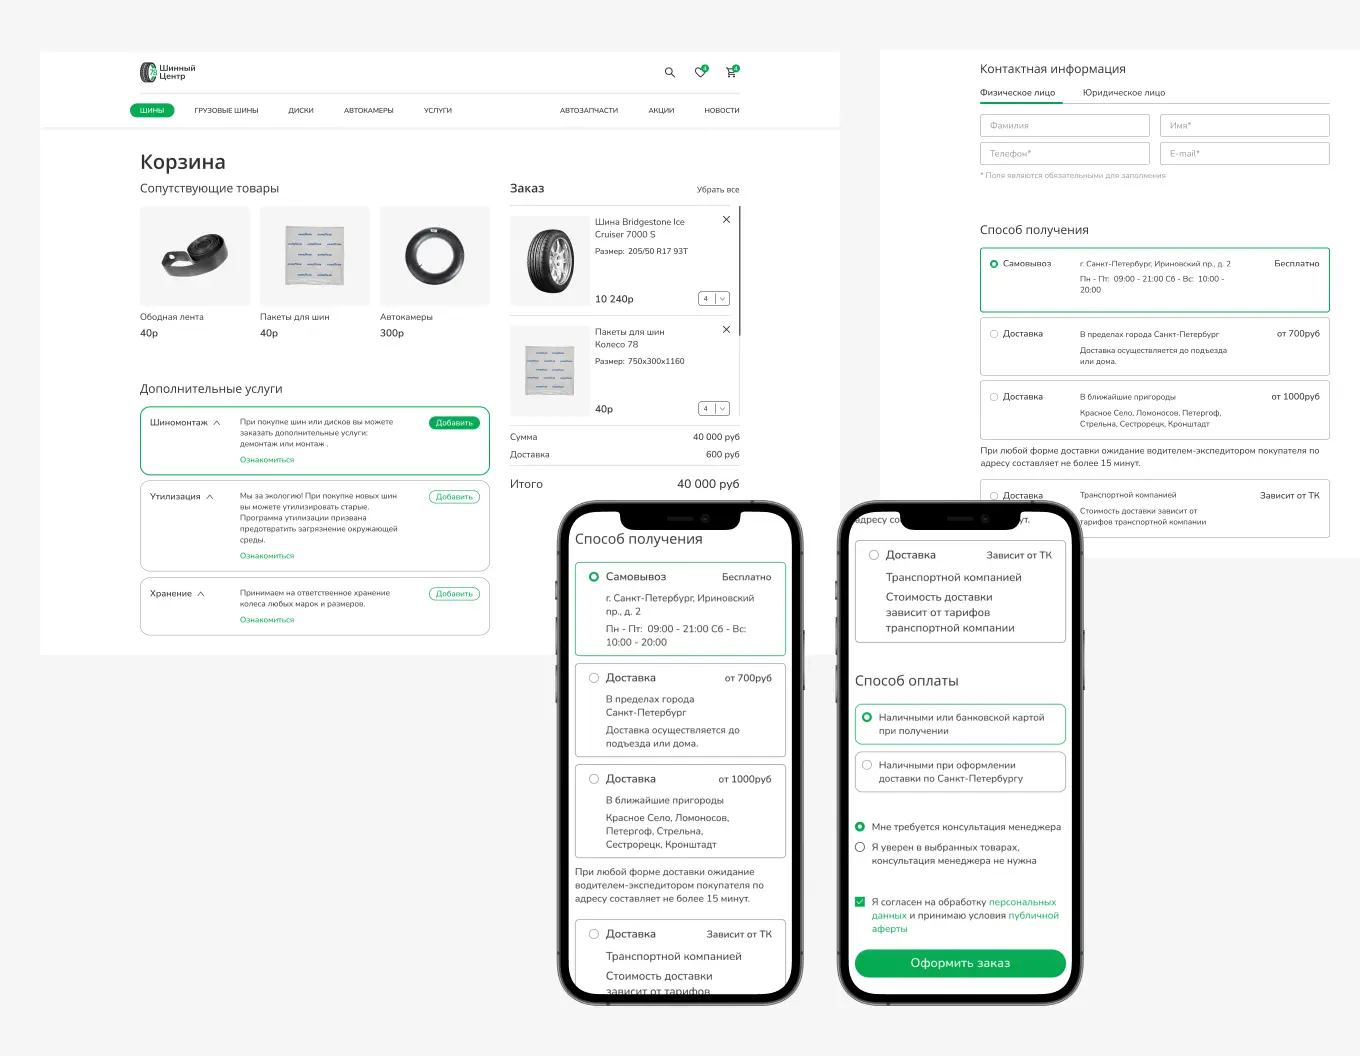 Шинный
Центр
4
4
ШИНЫ
ГРУЗОВЫЕ ШИНЫ
ДИСКИ
АВТОКАМЕРЫ
УСЛУГИ
АВТОЗАПЧАСТИ
АКЦИИ
НОВОСТИ
Корзина
Сопутствующие товары
Ободная лента
40р
Пакеты для шин
40р
Автокамеры
300р
Дополнительные услуги
Шиномонтаж
При покупке шин или дисков вы можете
заказать дополнительные услуги:
демонтаж или монтаж .
Ознакомиться
Добавить
Утилизация
Мы за экологию! При покупке новых шин
вы можете утилизировать старые.
Программа утилизации призвана
предотвратить загрязнение окружающей
среды.
Ознакомиться
Добавить
Хранение
Принимаем на ответственное хранение
колеса любых марок и размеров.
Ознакомиться
Добавить
Заказ
Убрать все
Шина Bridgestone Ice
Cruiser 7000 S
Размер: 205/50 R17 93T
10 240р
4
Пакеты для шин
Колесо 78
Размер: 750x300x1160
40р
4
Сумма 40 000 руб
Доставка 600 руб
Итого 40 000 руб
Контактная информация
Физическое лицо
Юридическое лицо
Фамилия
Имя*
Телефон*
E-mail*
* Поля являются обязательными для заполнения
Способ получения
Самовывоз
г. Санкт-Петербург, Ириновский пр., д. 2
Пн - Пт: 09:00 - 21:00 Сб - Вс: 10:00 -
20:00
Бесплатно
Доставка
В пределах города Санкт-Петербург
Доставка осуществляется до подъезда
или дома.
от 700руб
Доставка
В ближайшие пригороды
Красное Село, Ломоносов, Петергоф,
Стрельна, Сестрорецк, Кронштадт
от 1000руб
При любой форме доставки ожидание водителем-экспедитором покупателя по
адресу составляет не более 15 минут.
Доставка
Транспортной компанией
Стоимость доставки зависит от
тарифов транспортной компании
Зависит от ТК
Способ получения
Самовывоз Бесплатно
г. Санкт-Петербург, Ириновский
пр., д. 2
Пн - Пт: 09:00 - 21:00 Сб - Вс:
10:00 - 20:00
Доставка от 700руб
В пределах города
Санкт-Петербург
Доставка осуществляется до
подъезда или дома.
Доставка от 1000руб
В ближайшие пригороды
Красное Село, Ломоносов,
Петергоф, Стрельна,
Сестрорецк, Кронштадт
При любой форме доставки ожидание
водителем-экспедитором покупателя по
адресу составляет не более 15 минут.
Доставка Зависит от ТК
Транспортной компанией
Стоимость доставки
зависит от тарифов
адресу
Доставка Зависит от ТК
Транспортной компанией
Стоимость доставки
зависит от тарифов
транспортной компании
Способ оплаты
Наличными или банковской картой
при получении
Наличными при оформлении
доставки по Санкт-Петербургу
Мне требуется консультация менеджера
Я уверен в выбранных товарах,
консультация менеджера не нужна
Я согласен на обработку персональных
данных и принимаю условия публичной
аферты
Оформить заказ